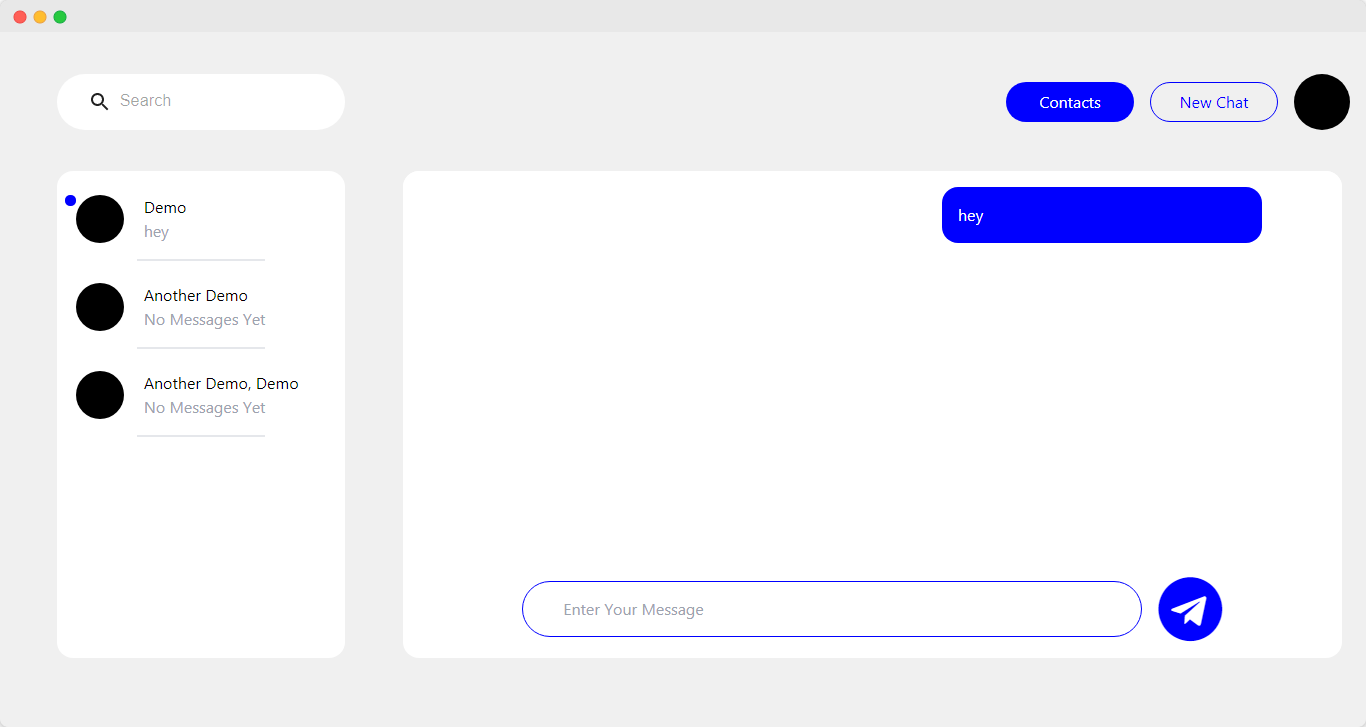 Search
Contacts
New Chat
Demo
hey
Another Demo
No Messages Yet
Another Demo, Demo
No Messages Yet
hey
Enter Your Message